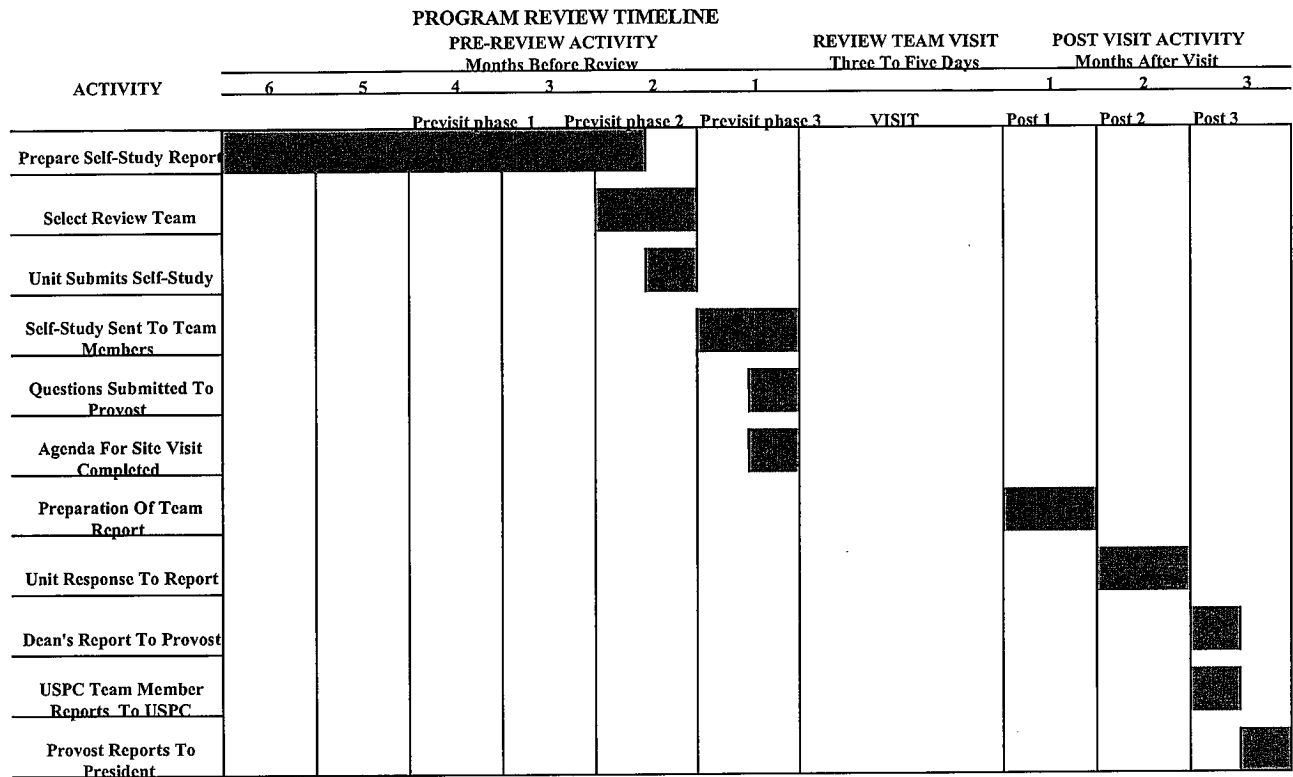 PROGRAM REVIEW TIMELINE
PRE-REVIEW ACTIVITY REVIEW TEAM VISIT POST VISIT ACTIVITY
Months Before Review Three To Five Days Months After Visit
ACTIVITY 6 5 4 3 2 1 1 2 3
Previsit phase 1 Previsit phase 2 Previsit phase 3 VISIT Post 1 Post 2 Post 3
Prepare Self-Study Report
Select Review Team
Unit Submits Self-Study
Self-Study Sent To Team
Members
Questions Submitted To
Provost
Agenda For Site Visit
Completed
Preparation Of Team
Report
Unit Response To Report
Dean's Report To Provost
USPC Team Member
Reports To USPC
Provost Reports To
President